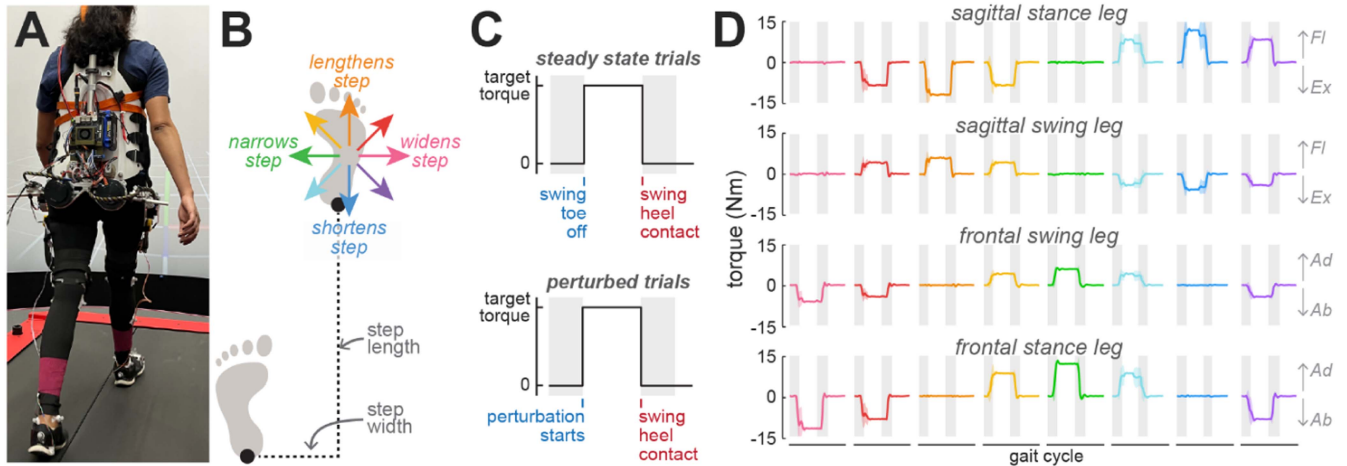 A
B
lengthens
step
narrows
step
widens
step
shortens
step
step
length
step
width
C
steady state trials
target
torque
0
swing
toe
off
swing
heel
contact
perturbed trials
target
torque
0
perturbation
starts
swing
heel
contact
D
torque (Nm)
sagittal stance leg
15
0
-15
↑Fl
↓Ex
sagittal swing leg
15
0
-15
↑Fl
↓Ex
frontal swing leg
15
0
-15
↑Ad
↓Ab
frontal stance leg
15
0
-15
↑Ad
↓Ab
gait cycle